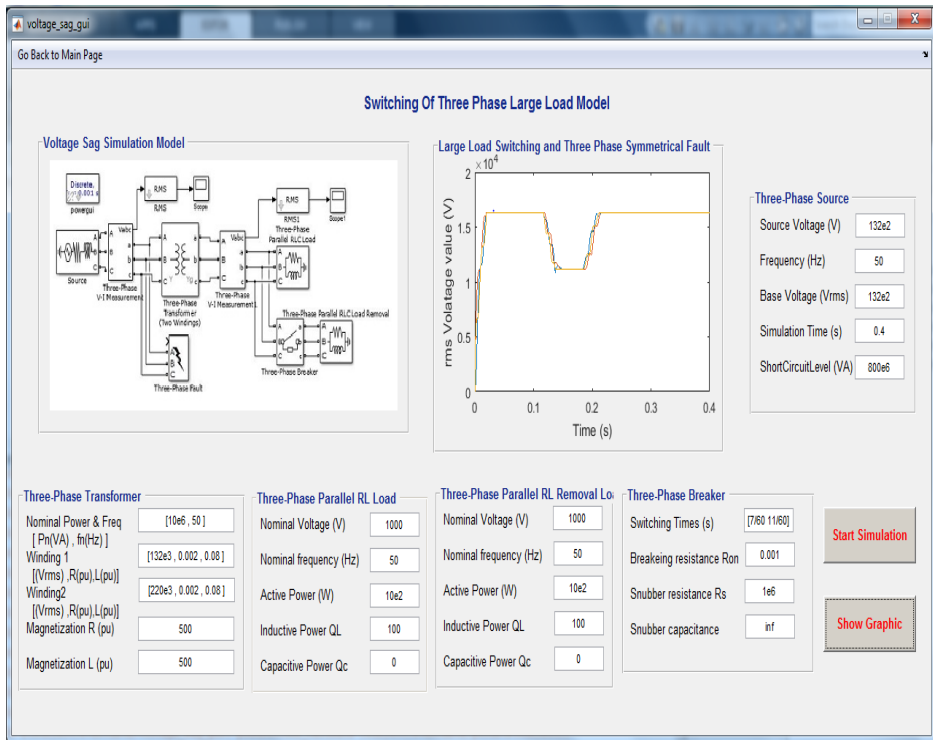 voltage_sag_gui
Go Back to Main Page
Switching Of Three Phase Large Load Model
Voltage Sag Simulation Model
Discrete,
powergui
RMS
RMS
Scope
RMS
RMS1
Scope1
Three-Phase
Parallel RLC Load
Vabc
A
B
C
a
b
c
Source
Three-Phase
V-I Measurement
Three-Phase
Transformer
(Two Windings)
Vabc
Three-Phase
V-I Measurement1
Three-Phase Parallel RLC Load Removal
Three-Phase Breaker
Three-Phase Fault
Large Load Switching and Three Phase Symmetrical Fault
×10^4
rms Volatage value (V)
2
1.5
1
0.5
0
0 0.1 0.2 0.3 0.4
Time (s)
Three-Phase Source
Source Voltage (V) 132e2
Frequency (Hz) 50
Base Voltage (Vrms) 132e2
Simulation Time (s) 0.4
ShortCircuitLevel (VA) 800e6
Three-Phase Transformer
Nominal Power & Freq [10e6 , 50 ]
[ Pn(VA) , fn(Hz) ]
Winding 1 [132e3 , 0.002 , 0.08 ]
[(Vrms) ,R(pu),L(pu)]
Winding2 [220e3 , 0.002 , 0.08 ]
[(Vrms) ,R(pu),L(pu)]
Magnetization R (pu) 500
Magnetization L (pu) 500
Three-Phase Parallel RL Load
Nominal Voltage (V) 1000
Nominal frequency (Hz) 50
Active Power (W) 10e2
Inductive Power QL 100
Capacitive Power Qc 0
Three-Phase Parallel RL Removal Loa
Nominal Voltage (V) 1000
Nominal frequency (Hz) 50
Active Power (W) 10e2
Inductive Power QL 100
Capacitive Power Qc 0
Three-Phase Breaker
Switching Times (s) [7/60 11/60]
Breakeing resistance Ron 0.001
Snubber resistance Rs 1e6
Snubber capacitance inf
Start Simulation
Show Graphic